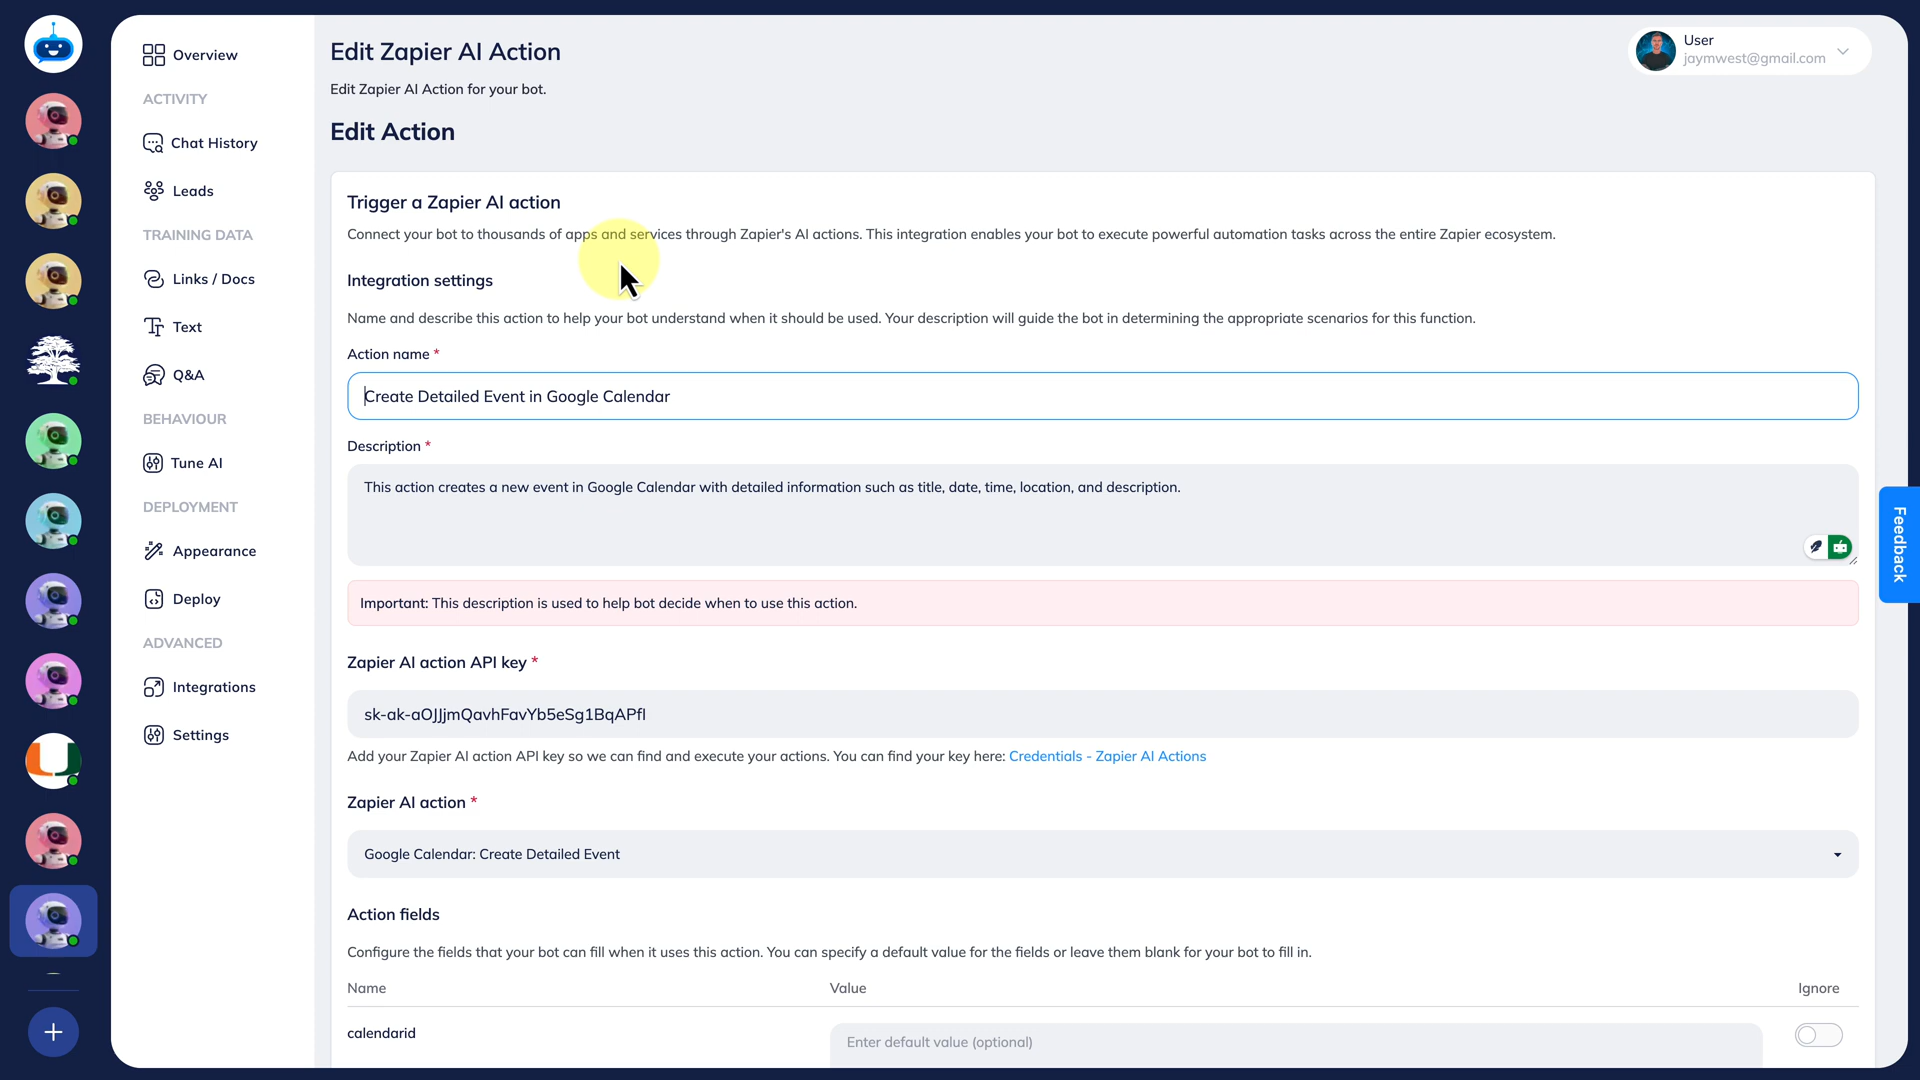 Overview
ACTIVITY
Chat History
Leads
TRAINING DATA
Links / Docs
Text
Q&A
BEHAVIOUR
Tune AI
DEPLOYMENT
Appearance
Deploy
ADVANCED
Integrations
Settings
Edit Zapier AI Action
Edit Zapier AI Action for your bot.
User
jaymwest@gmail.com
Edit Action
Trigger a Zapier AI action
Connect your bot to thousands of apps and services through Zapier's AI actions. This integration enables your bot to execute powerful automation tasks across the entire Zapier ecosystem.
Integration settings
Name and describe this action to help your bot understand when it should be used. Your description will guide the bot in determining the appropriate scenarios for this function.
Action name *
Create Detailed Event in Google Calendar
Description *
This action creates a new event in Google Calendar with detailed information such as title, date, time, location, and description.
Important: This description is used to help bot decide when to use this action.
Zapier AI action API key *
sk-ak-aOJJjmQavhFavYb5eSg1BqAPfl
Add your Zapier AI action API key so we can find and execute your actions. You can find your key here: Credentials - Zapier AI Actions
Zapier AI action *
Google Calendar: Create Detailed Event
Action fields
Configure the fields that your bot can fill when it uses this action. You can specify a default value for the fields or leave them blank for your bot to fill in.
Name Value Ignore
calendarid
Enter default value (optional)
Feedback